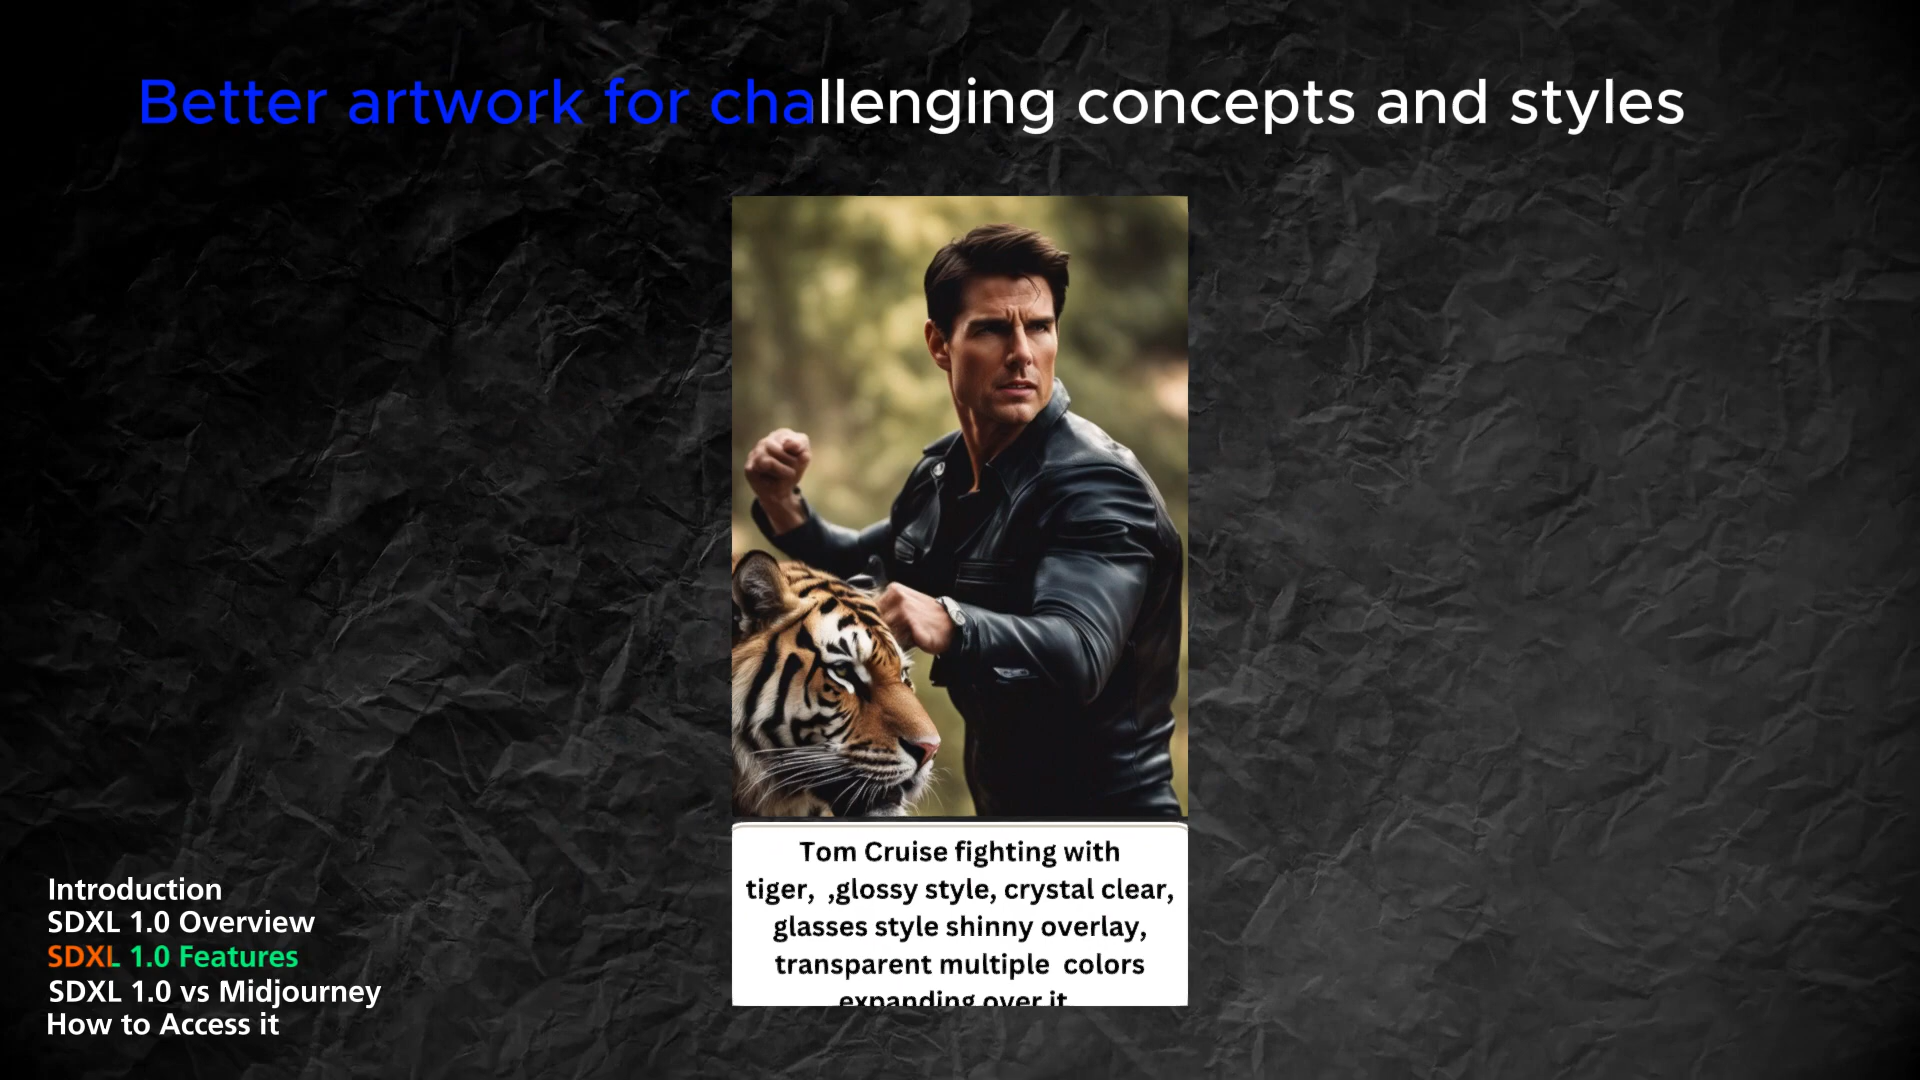 Better artwork for challenging concepts and styles
Tom Cruise fighting with
tiger,  ,glossy style, crystal clear,
glasses style shinny overlay,
transparent multiple  colors
expanding over it
Introduction
SDXL 1.0 Overview
SDXL 1.0 Features
SDXL 1.0 vs Midjourney
How to Access it